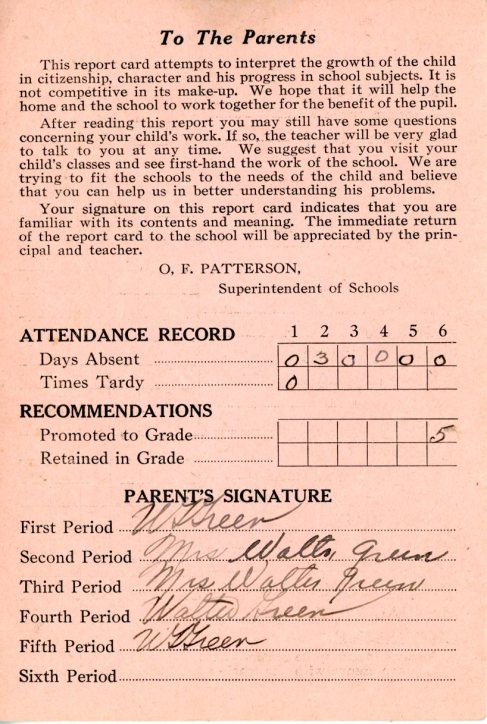 To The Parents
This report card attempts to interpret the growth of the child
in citizenship, character and his progress in school subjects. It is
not competitive in its make-up. We hope that it will help the
home and the school to work together for the benefit of the pupil.
After reading this report you may still have some questions
concerning your child's work. If so, the teacher will be very glad
to talk to you at any time. We suggest that you visit your
child's classes and see first-hand the work of the school. We are
trying to fit the schools to the needs of the child and believe
that you can help us in better understanding his problems.
Your signature on this report card indicates that you are
familiar with its contents and meaning. The immediate return
of the report card to the school will be appreciated by the prin-
cipal and teacher.
O. F. PATTERSON,
Superintendent of Schools
ATTENDANCE RECORD 1 2 3 4 5 6
Days Absent 0 3 0 0 0 0
Times Tardy 0
RECOMMENDATIONS
Promoted to Grade 5
Retained in Grade
PARENT'S SIGNATURE
First Period W Green
Second Period Mrs Walter Green
Third Period Mrs Walter Green
Fourth Period Walter Green
Fifth Period W Green
Sixth Period